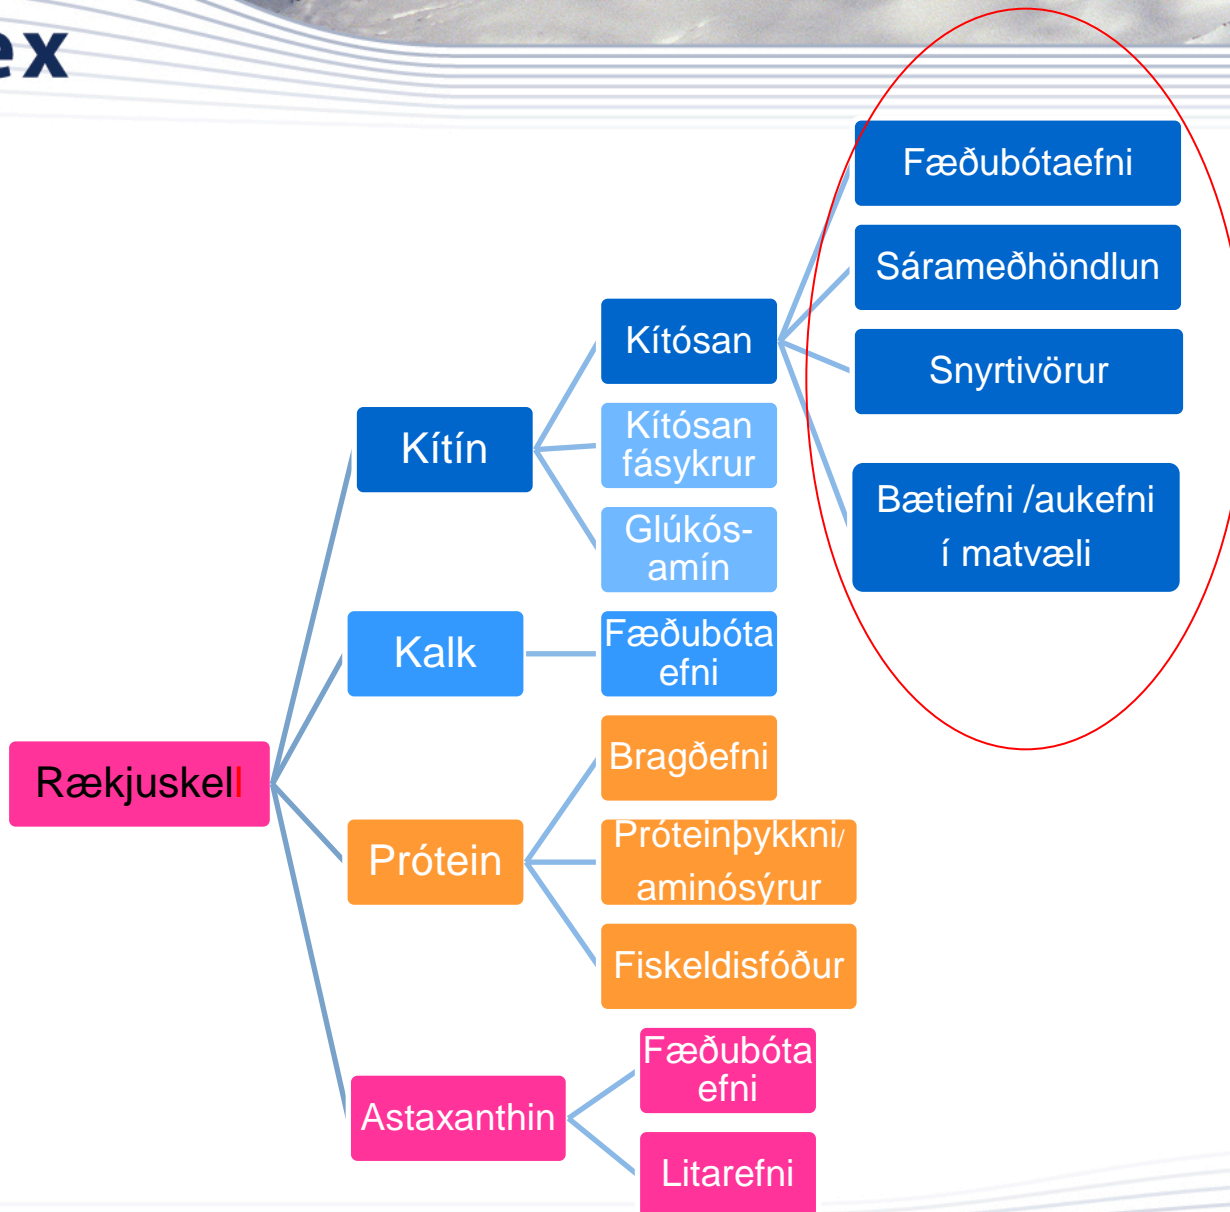 ex
Fæðubótaefni
Sárameðhöndlun
Snyrtivörur
Bætiefni /aukefni
í matvæli
Kítósan
Kítósan
fásykrur
Glúkós-
amín
Kítín
Kalk
Fæðubóta
efni
Rækjuskel
Bragðefni
Prótein
Próteinþykkni/
aminósýrur
Fiskeldisfóður
Astaxanthin
Fæðubóta
efni
Litarefni